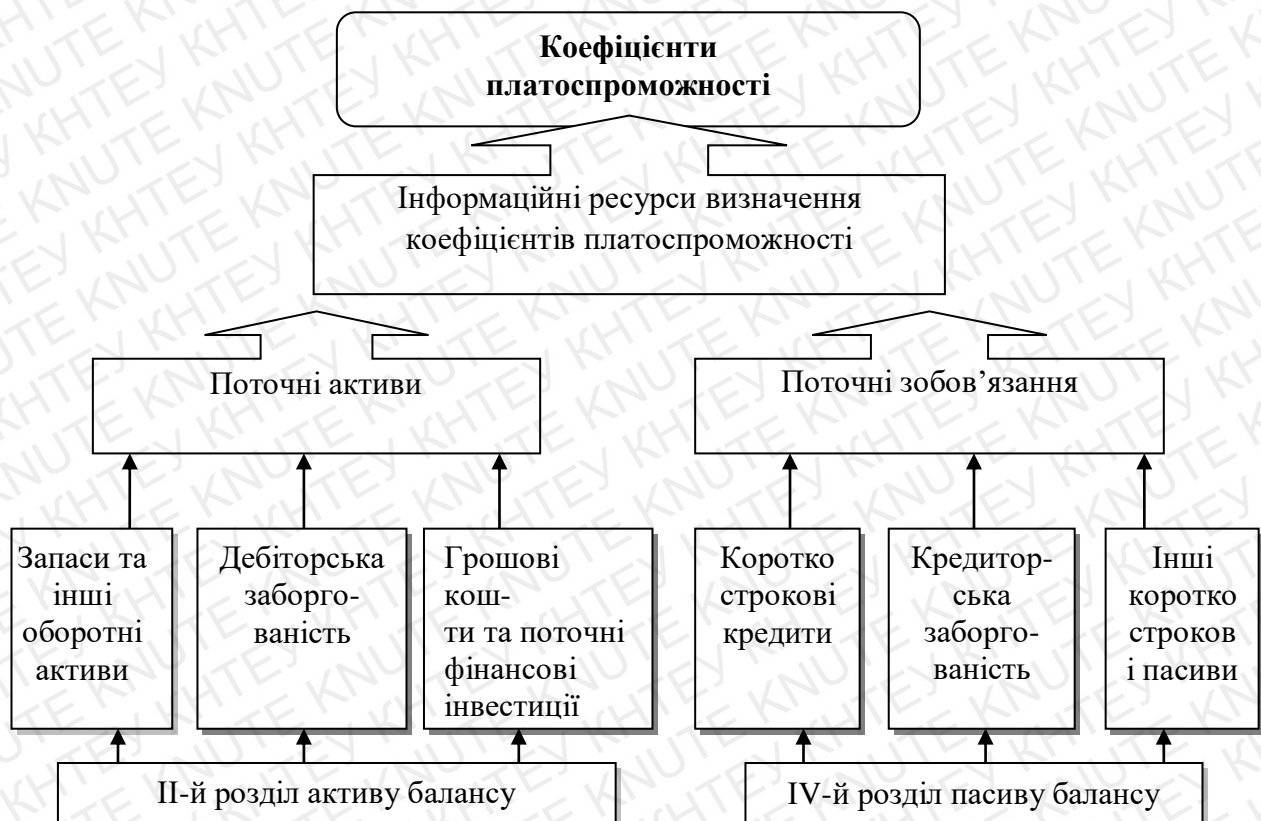 Коефіцієнти
платоспроможності
Інформаційні ресурси визначення
коефіцієнтів платоспроможності
Поточні активи
Поточні зобов’язання
Запаси та
інші
оборотні
активи
Дебіторська
заборго-
ваність
Грошові
кош-
ти та поточні
фінансові
інвестиції
Коротко
строкові
кредити
Кредитор-
ська
заборго-
ваність
Інші
коротко
строков
і пасиви
ІІ-й розділ активу балансу
IV-й розділ пасиву балансу